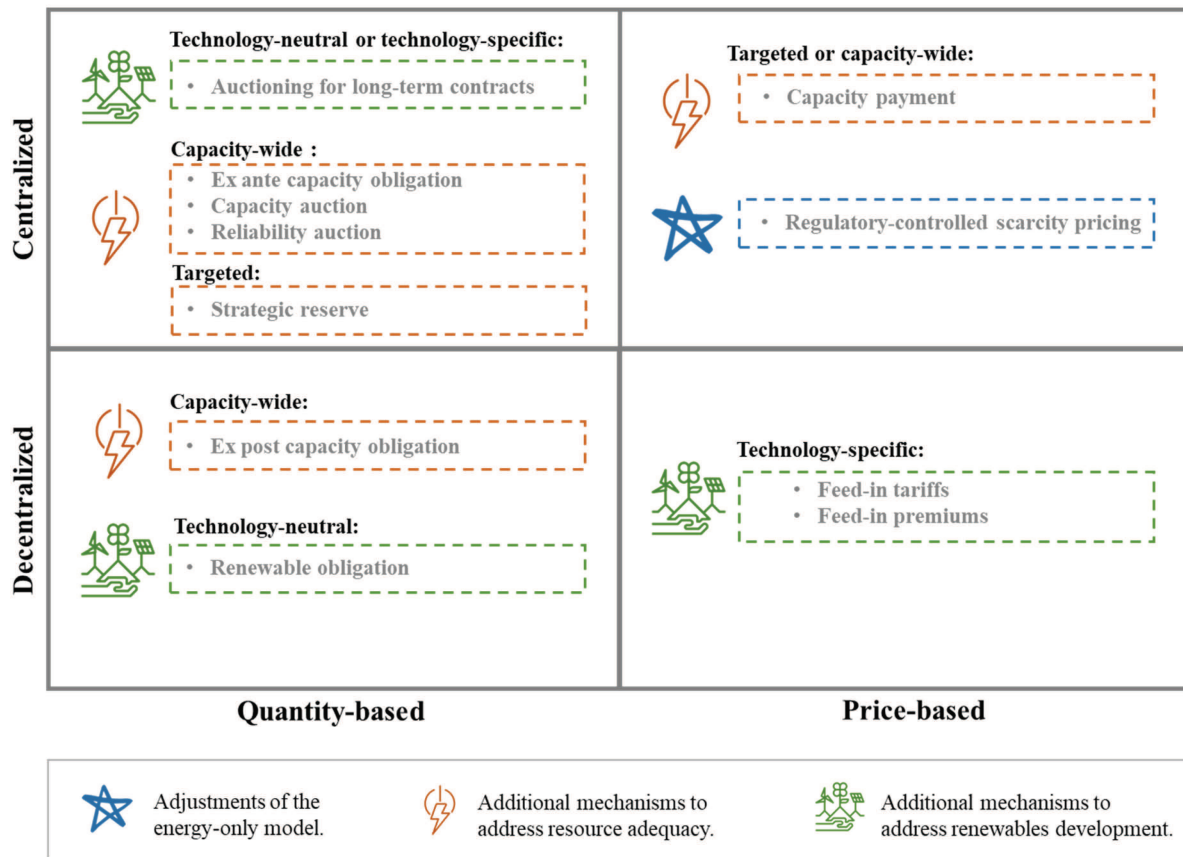 Centralized
Technology-neutral or technology-specific:
• Auctioning for long-term contracts
Capacity-wide :
• Ex ante capacity obligation
• Capacity auction
• Reliability auction
Targeted:
• Strategic reserve
Targeted or capacity-wide:
• Capacity payment
• Regulatory-controlled scarcity pricing
Decentralized
Capacity-wide:
• Ex post capacity obligation
Technology-neutral:
• Renewable obligation
Technology-specific:
• Feed-in tariffs
• Feed-in premiums
Quantity-based
Price-based
Adjustments of the
energy-only model.
Additional mechanisms to
address resource adequacy.
Additional mechanisms to
address renewables development.